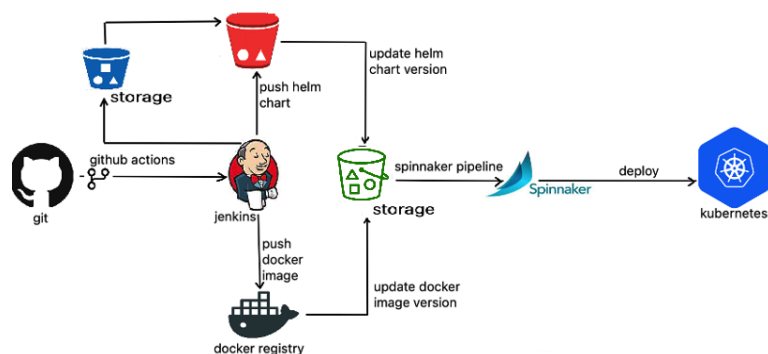 update helm
chart version
storage
push helm
chart
github actions
spinnaker pipeline
deploy
Spinnaker
git
jenkins
storage
kubernetes
push
docker
image
update docker
image version
docker registry